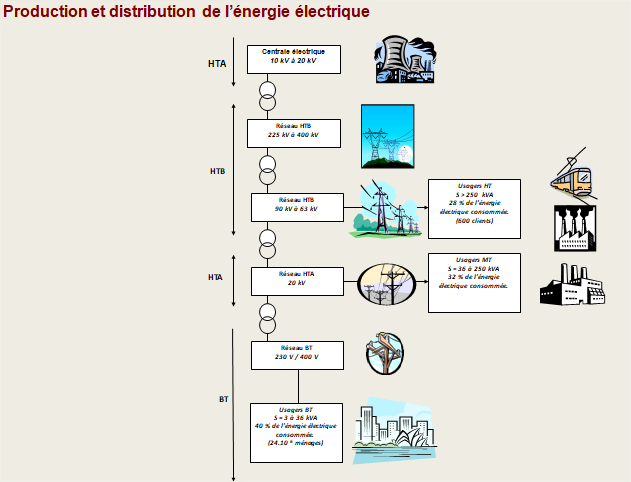 Production et distribution de l’énergie électrique
HTA
Centrale électrique
10 kV à 20 kV
Réseau HTB
225 kV à 400 kV
HTB
Réseau HTB
90 kV à 63 kV
Usagers HT
S > 250 kVA
28 % de l’énergie
électrique consommée.
(600 clients)
HTA
Réseau HTA
20 kV
Usagers MT
S = 36 à 250 kVA
32 % de l’énergie
électrique consommée.
Réseau BT
230 V / 400 V
BT
Usagers BT
S = 3 à 36 kVA
40 % de l’énergie électrique
consommée.
(24.10 ⁶ ménages)